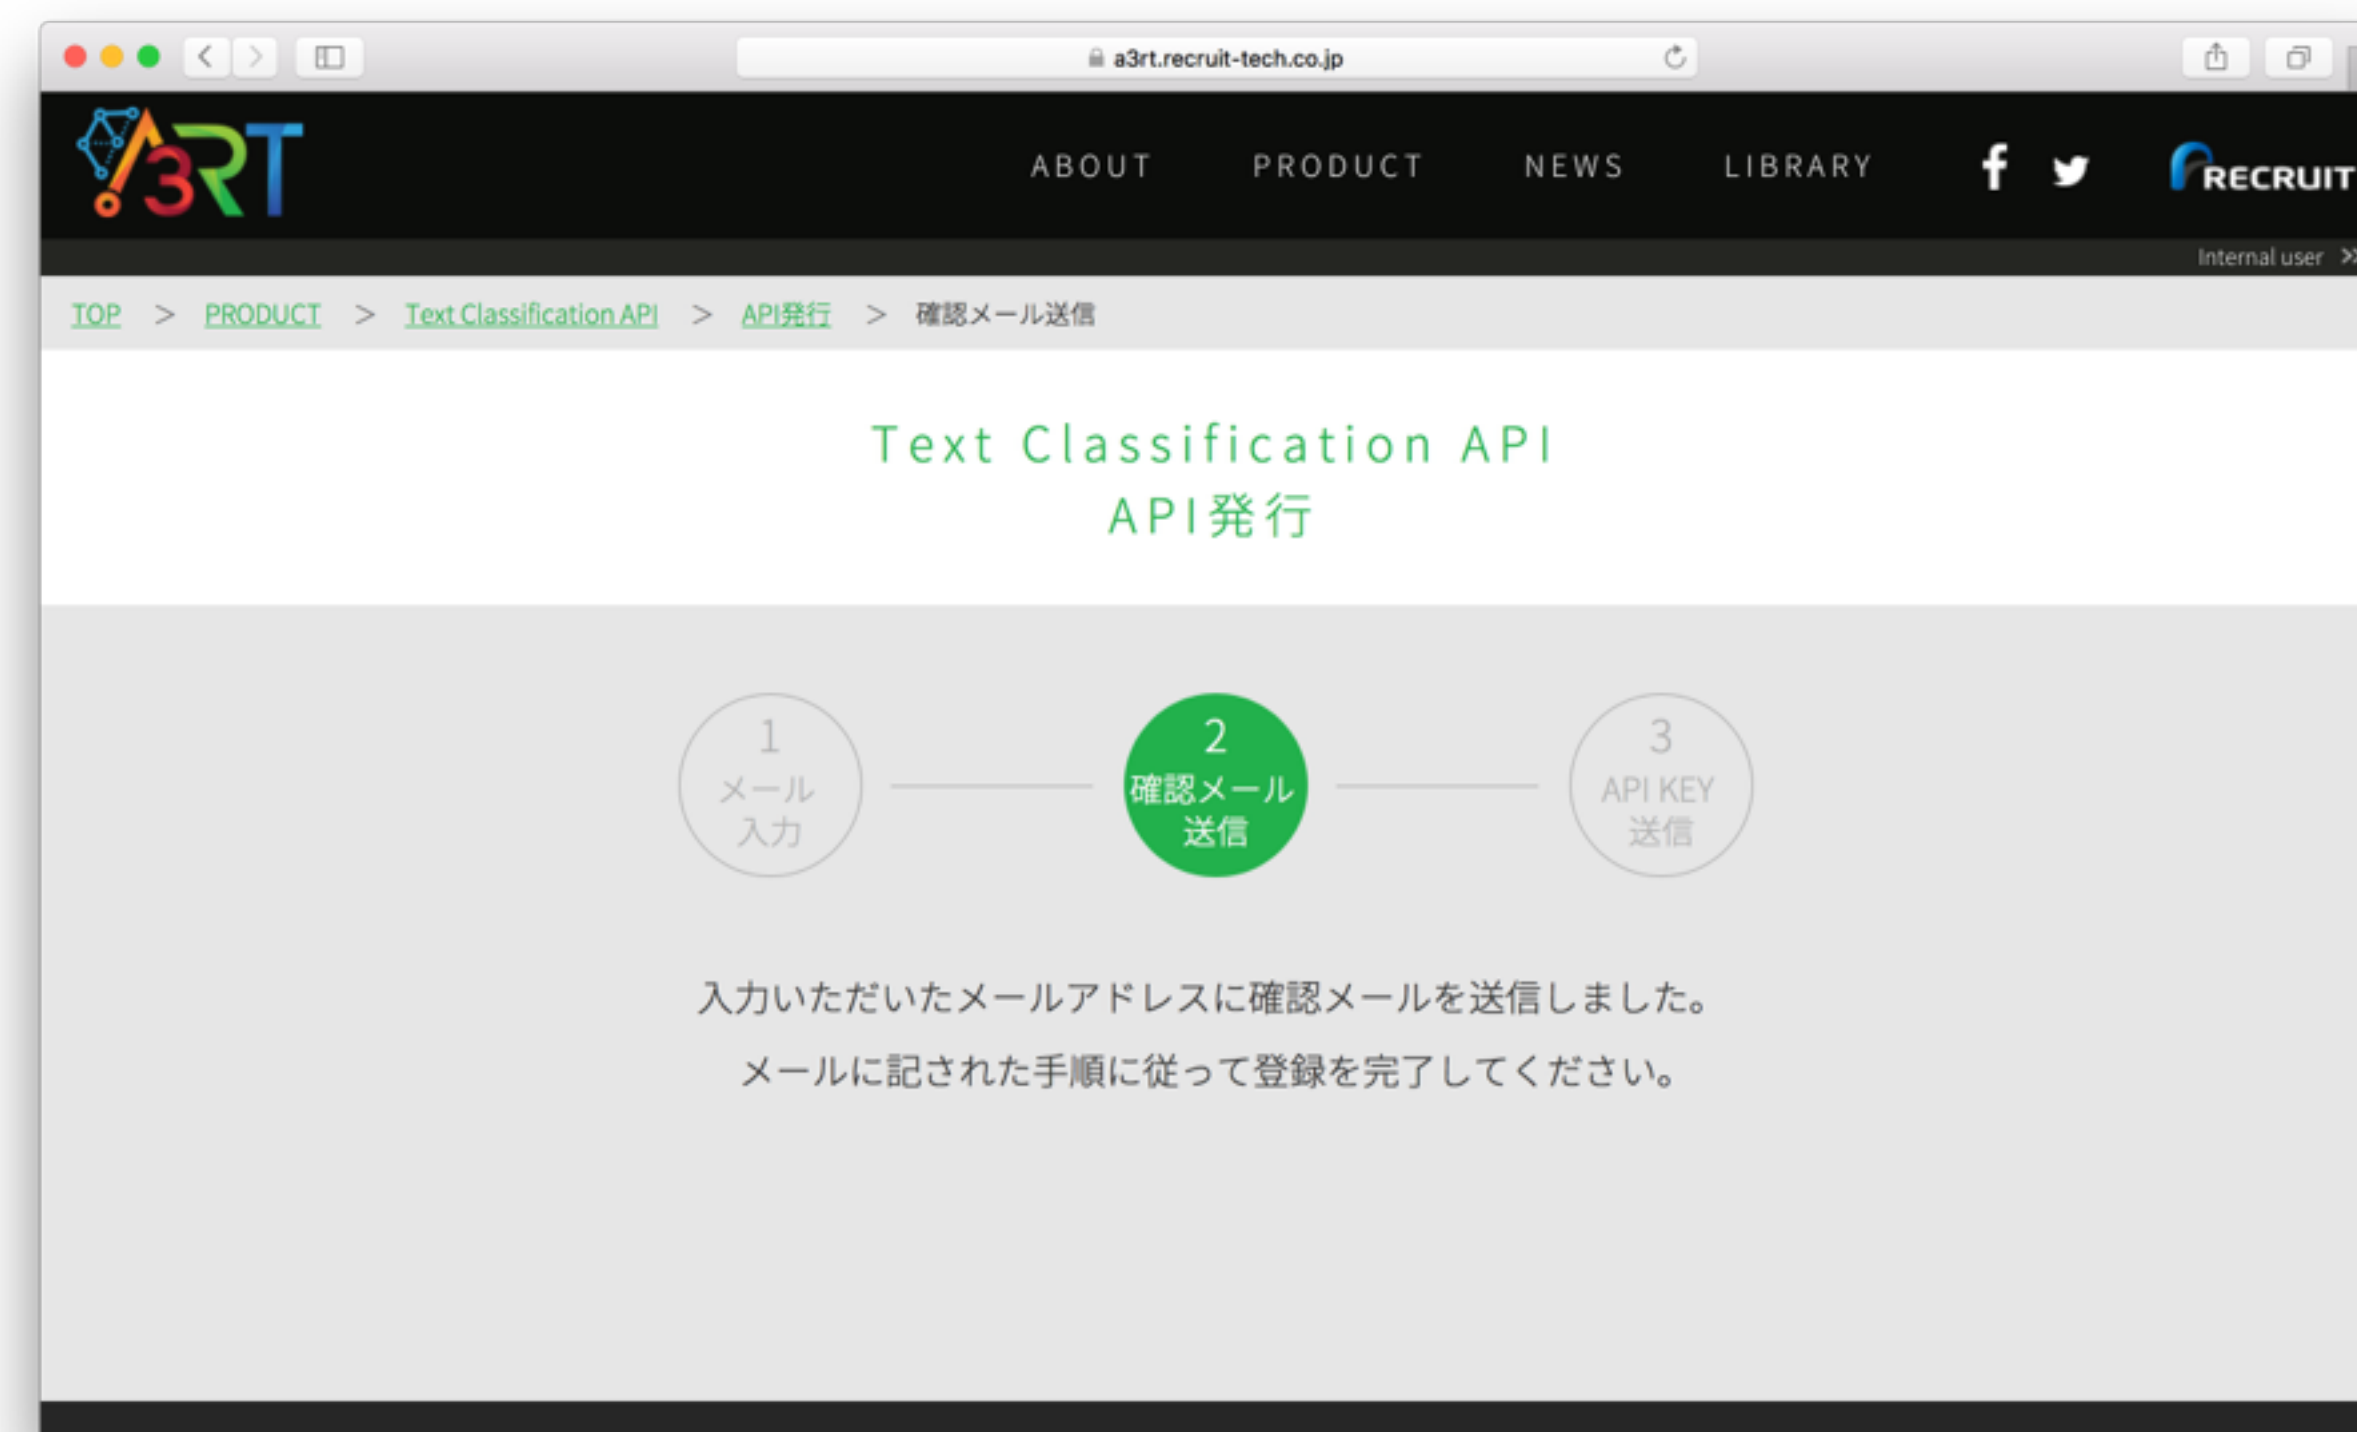 a3rt.recruit-tech.co.jp
A3RT
ABOUT PRODUCT NEWS LIBRARY f RECRUIT
Internal user >>
TOP > PRODUCT > Text Classification API > API発行 > 確認メール送信
Text Classification API
API発行
1
メール
入力
2
確認メール
送信
3
API KEY
送信
入力いただいたメールアドレスに確認メールを送信しました。
メールに記された手順に従って登録を完了してください。